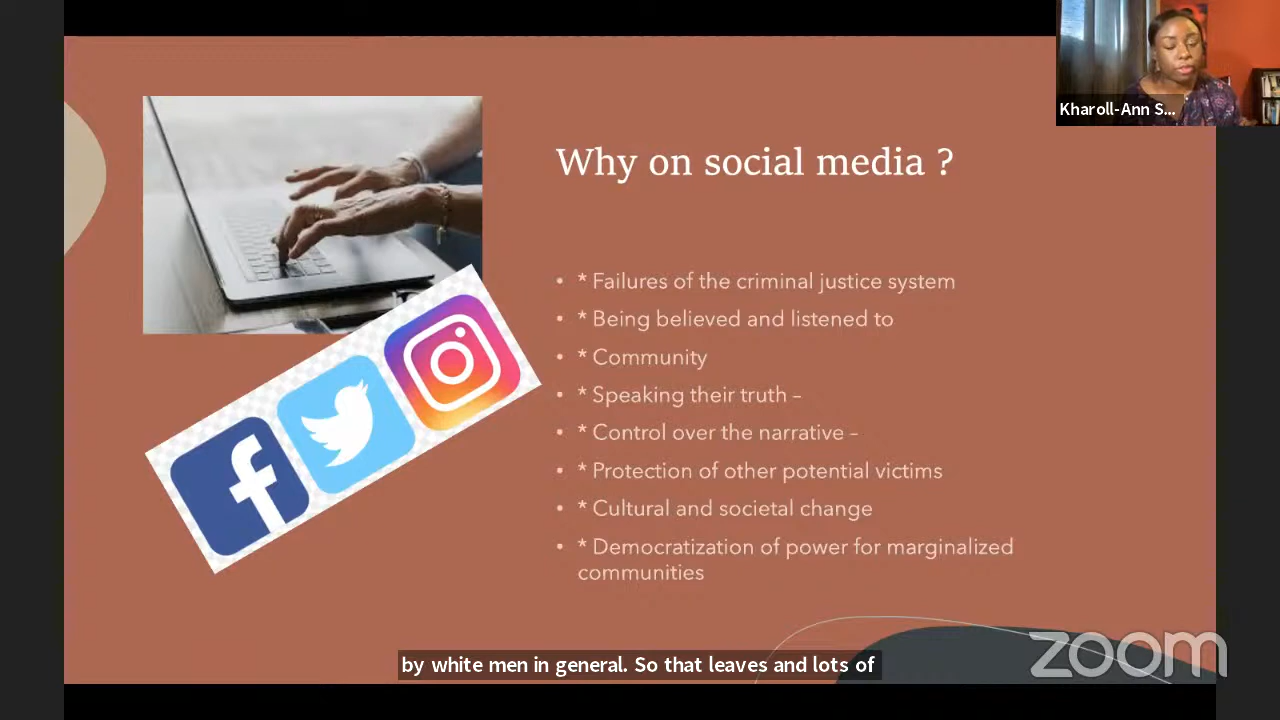 Kharoll-Ann S...
Why on social media ?
• * Failures of the criminal justice system
• * Being believed and listened to
• * Community
• * Speaking their truth –
• * Control over the narrative –
• * Protection of other potential victims
• * Cultural and societal change
• * Democratization of power for marginalized
communities
by white men in general. So that leaves and lots of
zoom